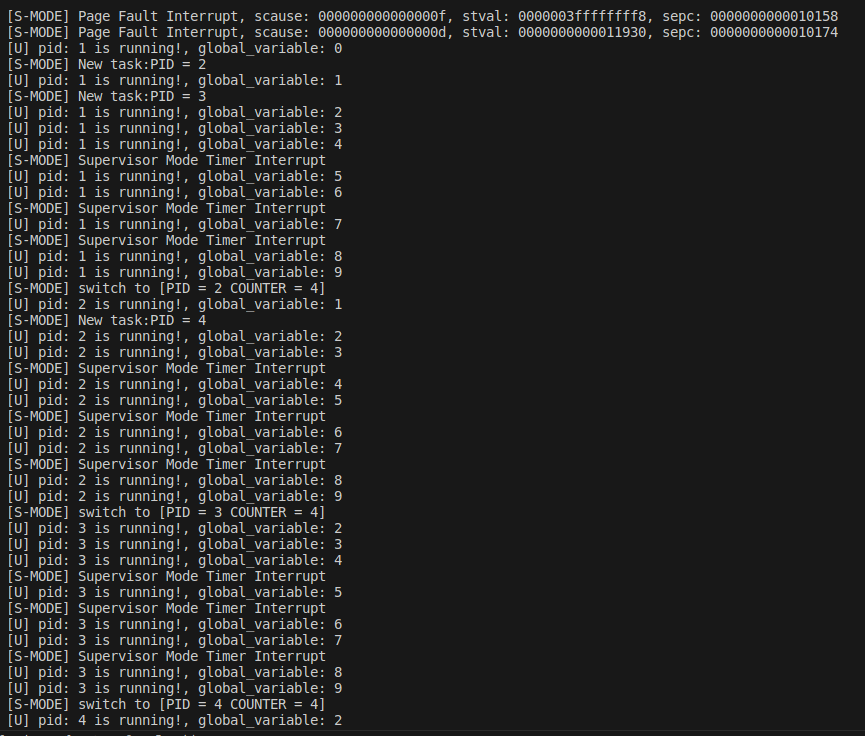 [S-MODE] Page Fault Interrupt, scause: 000000000000000f, stval: 0000003ffffffff8, sepc: 0000000000010158
[S-MODE] Page Fault Interrupt, scause: 000000000000000d, stval: 0000000000011930, sepc: 0000000000010174
[U] pid: 1 is running!, global_variable: 0
[S-MODE] New task:PID = 2
[U] pid: 1 is running!, global_variable: 1
[S-MODE] New task:PID = 3
[U] pid: 1 is running!, global_variable: 2
[U] pid: 1 is running!, global_variable: 3
[U] pid: 1 is running!, global_variable: 4
[S-MODE] Supervisor Mode Timer Interrupt
[U] pid: 1 is running!, global_variable: 5
[U] pid: 1 is running!, global_variable: 6
[S-MODE] Supervisor Mode Timer Interrupt
[U] pid: 1 is running!, global_variable: 7
[S-MODE] Supervisor Mode Timer Interrupt
[U] pid: 1 is running!, global_variable: 8
[U] pid: 1 is running!, global_variable: 9
[S-MODE] switch to [PID = 2 COUNTER = 4]
[U] pid: 2 is running!, global_variable: 1
[S-MODE] New task:PID = 4
[U] pid: 2 is running!, global_variable: 2
[U] pid: 2 is running!, global_variable: 3
[S-MODE] Supervisor Mode Timer Interrupt
[U] pid: 2 is running!, global_variable: 4
[U] pid: 2 is running!, global_variable: 5
[S-MODE] Supervisor Mode Timer Interrupt
[U] pid: 2 is running!, global_variable: 6
[U] pid: 2 is running!, global_variable: 7
[S-MODE] Supervisor Mode Timer Interrupt
[U] pid: 2 is running!, global_variable: 8
[U] pid: 2 is running!, global_variable: 9
[S-MODE] switch to [PID = 3 COUNTER = 4]
[U] pid: 3 is running!, global_variable: 2
[U] pid: 3 is running!, global_variable: 3
[U] pid: 3 is running!, global_variable: 4
[S-MODE] Supervisor Mode Timer Interrupt
[U] pid: 3 is running!, global_variable: 5
[S-MODE] Supervisor Mode Timer Interrupt
[U] pid: 3 is running!, global_variable: 6
[U] pid: 3 is running!, global_variable: 7
[S-MODE] Supervisor Mode Timer Interrupt
[U] pid: 3 is running!, global_variable: 8
[U] pid: 3 is running!, global_variable: 9
[S-MODE] switch to [PID = 4 COUNTER = 4]
[U] pid: 4 is running!, global_variable: 2